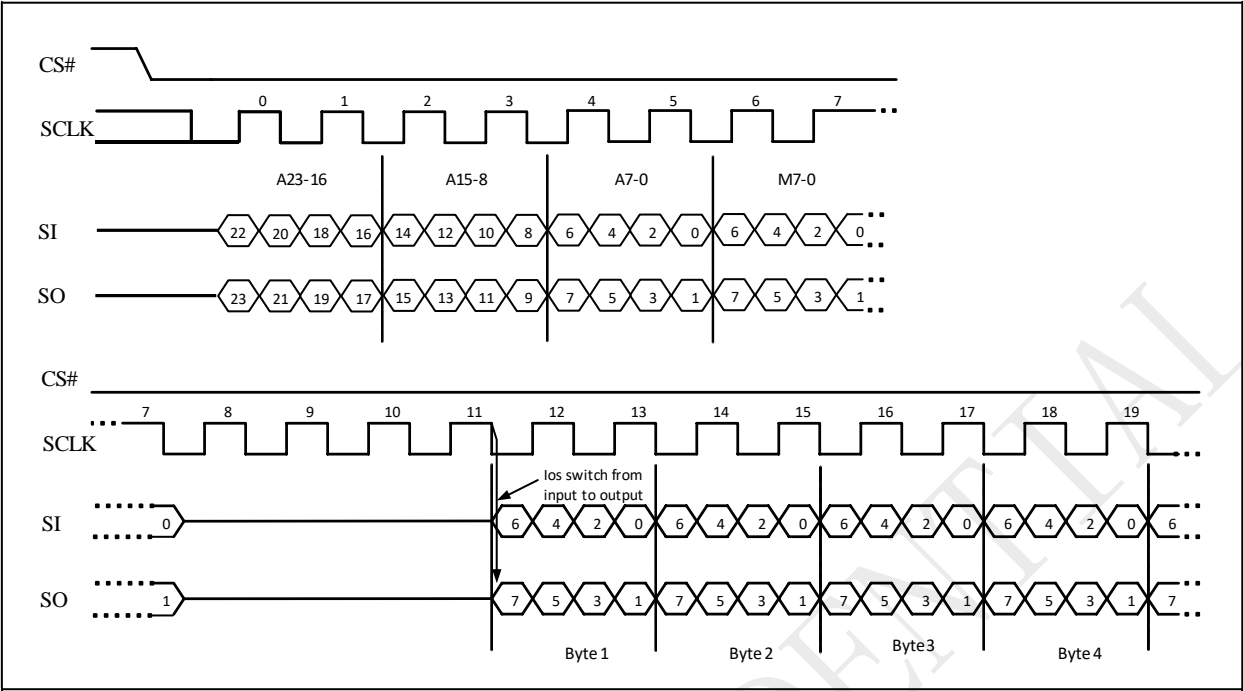 CS#
0 1 2 3 4 5 6 7
SCLK
A23-16 A15-8 A7-0 M7-0
SI 22 20 18 16 14 12 10 8 6 4 2 0 6 4 2 0
SO 23 21 19 17 15 13 11 9 7 5 3 1 7 5 3 1
CS#
7 8 9 10 11 12 13 14 15 16 17 18 19
SCLK
Ios switch from
input to output
SI 0 6 4 2 0 6 4 2 0 6 4 2 0 6 4 2 0 6
SO 1 7 5 3 1 7 5 3 1 7 5 3 1 7 5 3 1 7
Byte 1 Byte 2 Byte 3 Byte 4
ENTIAL